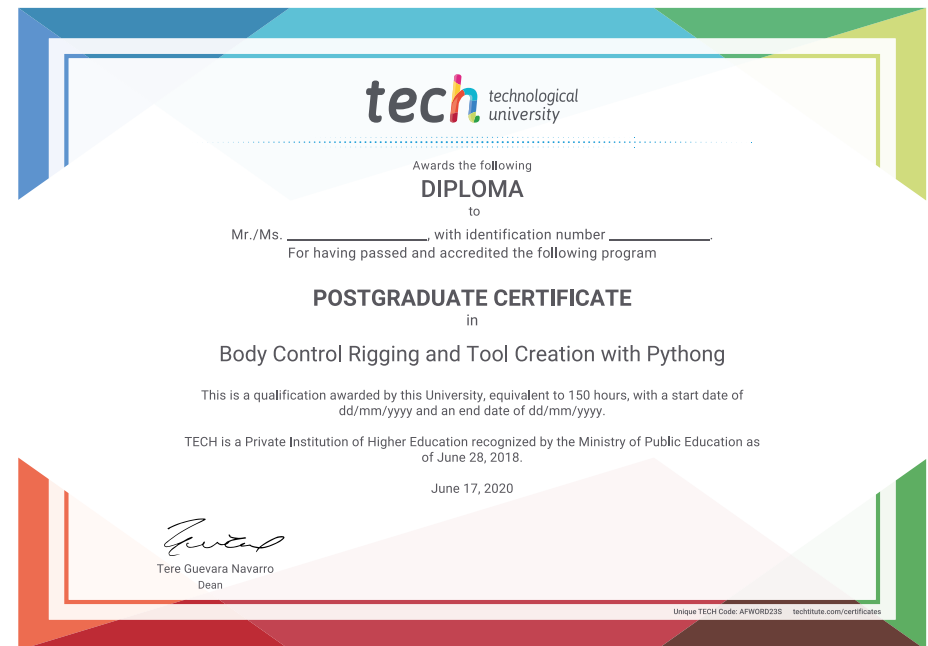 tech technological
university
Awards the following
DIPLOMA
to
Mr./Ms. ____________________, with identification number ______________.
For having passed and accredited the following program
POSTGRADUATE CERTIFICATE
in
Body Control Rigging and Tool Creation with Pythong
This is a qualification awarded by this University, equivalent to 150 hours, with a start date of
dd/mm/yyyy and an end date of dd/mm/yyyy.
TECH is a Private Institution of Higher Education recognized by the Ministry of Public Education as
of June 28, 2018.
June 17, 2020
Tere Guevara Navarro
Dean
Unique TECH Code: AFWORD23S techtitute.com/certificates